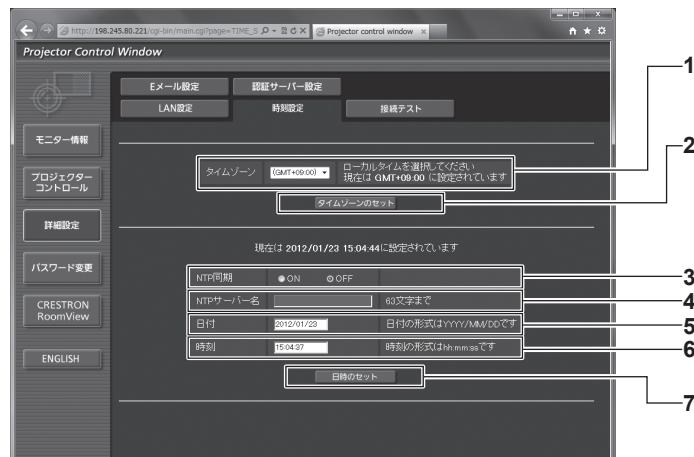 http://198.245.80.221/cgi-bin/main.cgi?page=TIME_S
Projector control window
Projector Control Window
Eメール設定 認証サーバー設定
LAN設定 時刻設定 接続テスト
モニター情報
プロジェクター
コントロール
詳細設定
パスワード変更
CRESTRON
RoomView
ENGLISH
タイムゾーン (GMT+09:00) ローカルタイムを選択してください
現在は GMT+09:00 に設定されています
タイムゾーンのセット
現在は 2012/01/23 15:04:44に設定されています
NTP同期 ON OFF
NTPサーバー名 63文字まで
日付 2012/01/23 日付の形式はYYYY/MM/DDです
時刻 15:04:37 時刻の形式はhh:mm:ssです
日時のセット
1
2
3
4
5
6
7